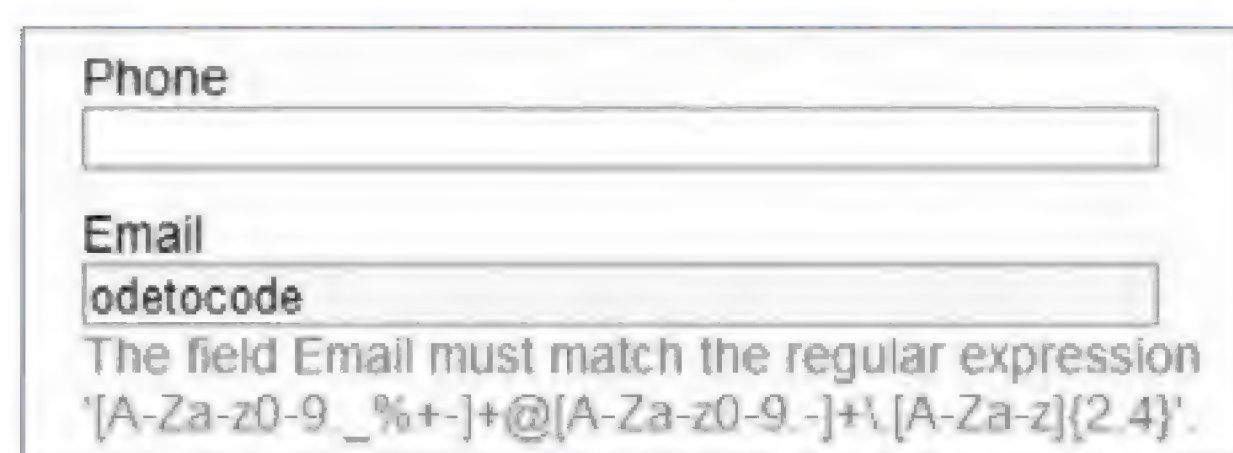 Phone
Email
odetocode
The field Email must match the regular expression
'[A-Za-z0-9._%+-]+@[A-Za-z0-9.-]+\.[A-Za-z]{2,4}'.